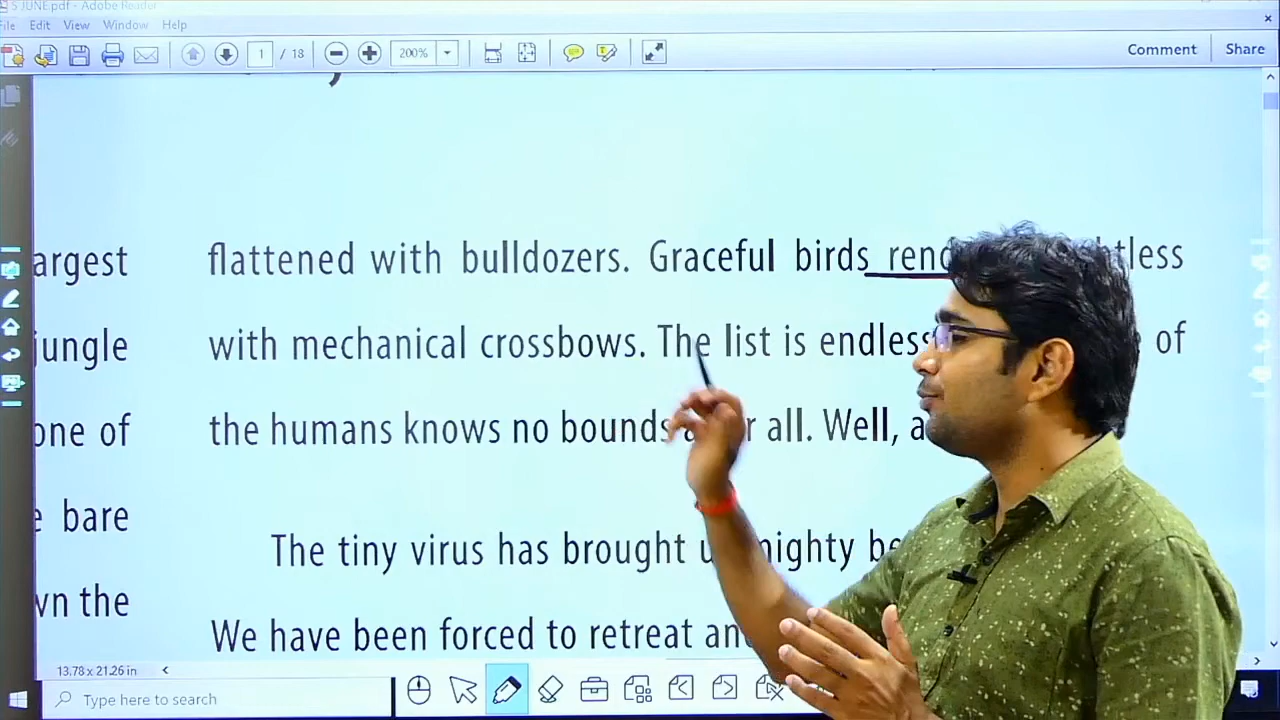 S JUNE.pdf - Adobe Reader
File Edit View Window Help
1 / 18 200% Comment Share
argest
jungle
one of
e bare
wn the
flattened with bulldozers. Graceful birds rend htless
with mechanical crossbows. The list is endless of
the humans knows no bounds all. Well, a
The tiny virus has brought mighty be
We have been forced to retreat an
13.78 x 21.26 in
Type here to search